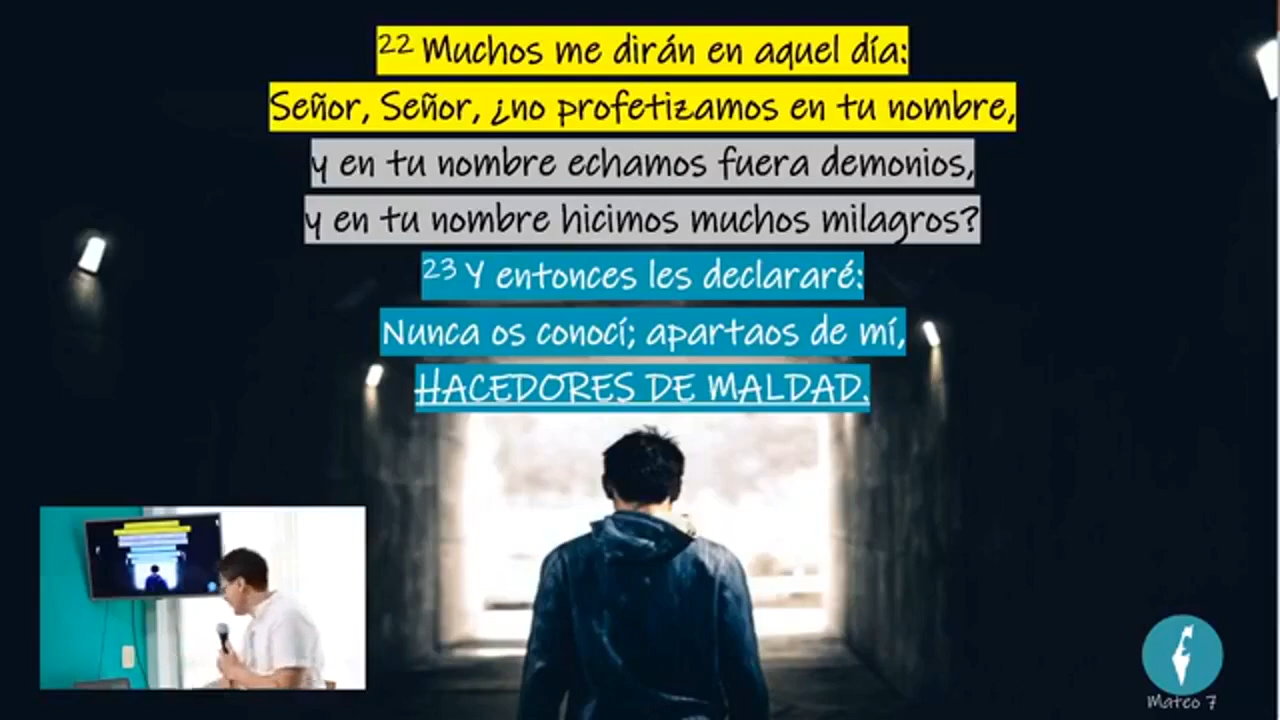 22 Muchos me dirán en aquel día:
Señor, Señor, ¿no profetizamos en tu nombre,
y en tu nombre echamos fuera demonios,
y en tu nombre hicimos muchos milagros?
23 Y entonces les declararé:
Nunca os conocí; apartaos de mí,
HACEDORES DE MALDAD.
Mateo 7